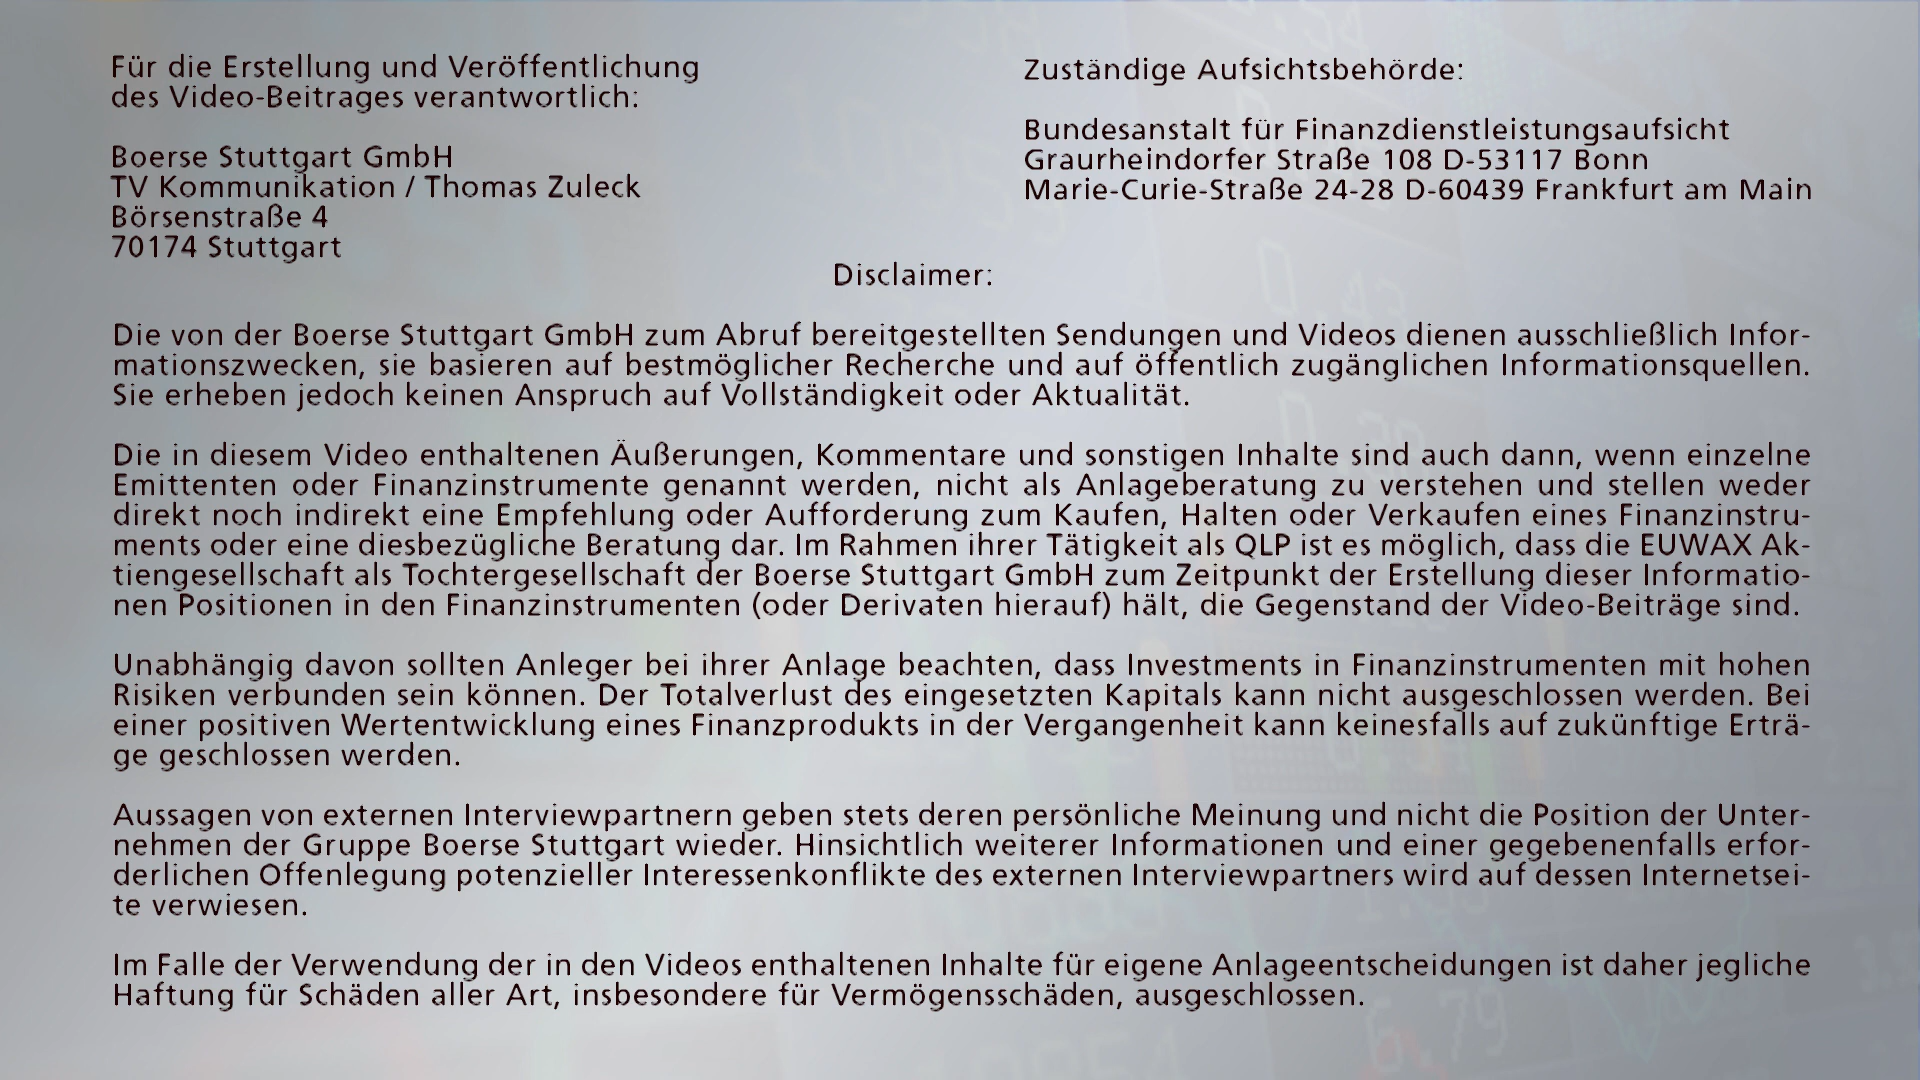 Für die Erstellung und Veröffentlichung
des Video-Beitrages verantwortlich:
Boerse Stuttgart GmbH
TV Kommunikation / Thomas Zuleck
Börsenstraße 4
70174 Stuttgart
Zuständige Aufsichtsbehörde:
Bundesanstalt für Finanzdienstleistungsaufsicht
Graurheindorfer Straße 108 D-53117 Bonn
Marie-Curie-Straße 24-28 D-60439 Frankfurt am Main
Disclaimer:
Die von der Boerse Stuttgart GmbH zum Abruf bereitgestellten Sendungen und Videos dienen ausschließlich Infor-
mationszwecken, sie basieren auf bestmöglicher Recherche und auf öffentlich zugänglichen Informationsquellen.
Sie erheben jedoch keinen Anspruch auf Vollständigkeit oder Aktualität.
Die in diesem Video enthaltenen Äußerungen, Kommentare und sonstigen Inhalte sind auch dann, wenn einzelne
Emittenten oder Finanzinstrumente genannt werden, nicht als Anlageberatung zu verstehen und stellen weder
direkt noch indirekt eine Empfehlung oder Aufforderung zum Kaufen, Halten oder Verkaufen eines Finanzinstru-
ments oder eine diesbezügliche Beratung dar. Im Rahmen ihrer Tätigkeit als QLP ist es möglich, dass die EUWAX Ak-
tiengesellschaft als Tochtergesellschaft der Boerse Stuttgart GmbH zum Zeitpunkt der Erstellung dieser Informatio-
nen Positionen in den Finanzinstrumenten (oder Derivaten hierauf) hält, die Gegenstand der Video-Beiträge sind.
Unabhängig davon sollten Anleger bei ihrer Anlage beachten, dass Investments in Finanzinstrumenten mit hohen
Risiken verbunden sein können. Der Totalverlust des eingesetzten Kapitals kann nicht ausgeschlossen werden. Bei
einer positiven Wertentwicklung eines Finanzprodukts in der Vergangenheit kann keinesfalls auf zukünftige Erträ-
ge geschlossen werden.
Aussagen von externen Interviewpartnern geben stets deren persönliche Meinung und nicht die Position der Unter-
nehmen der Gruppe Boerse Stuttgart wieder. Hinsichtlich weiterer Informationen und einer gegebenenfalls erfor-
derlichen Offenlegung potenzieller Interessenkonflikte des externen Interviewpartners wird auf dessen Internetsei-
te verwiesen.
Im Falle der Verwendung der in den Videos enthaltenen Inhalte für eigene Anlageentscheidungen ist daher jegliche
Haftung für Schäden aller Art, insbesondere für Vermögensschäden, ausgeschlossen.